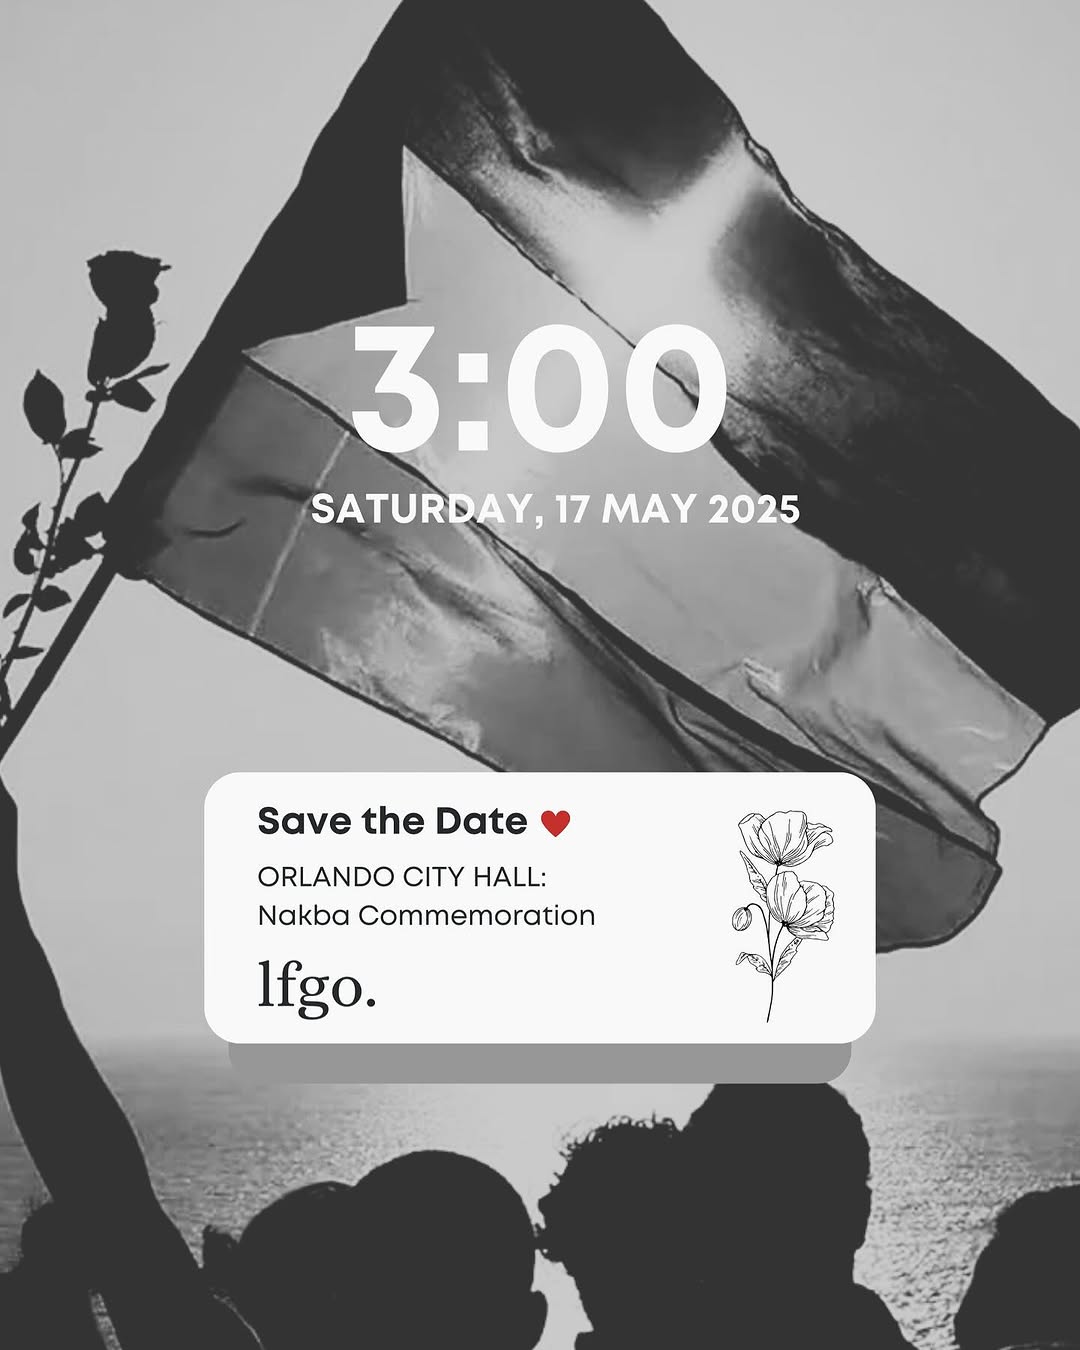 3:00
SATURDAY, 17 MAY 2025
Save the Date ♥
ORLANDO CITY HALL:
Nakba Commemoration
lfgo.